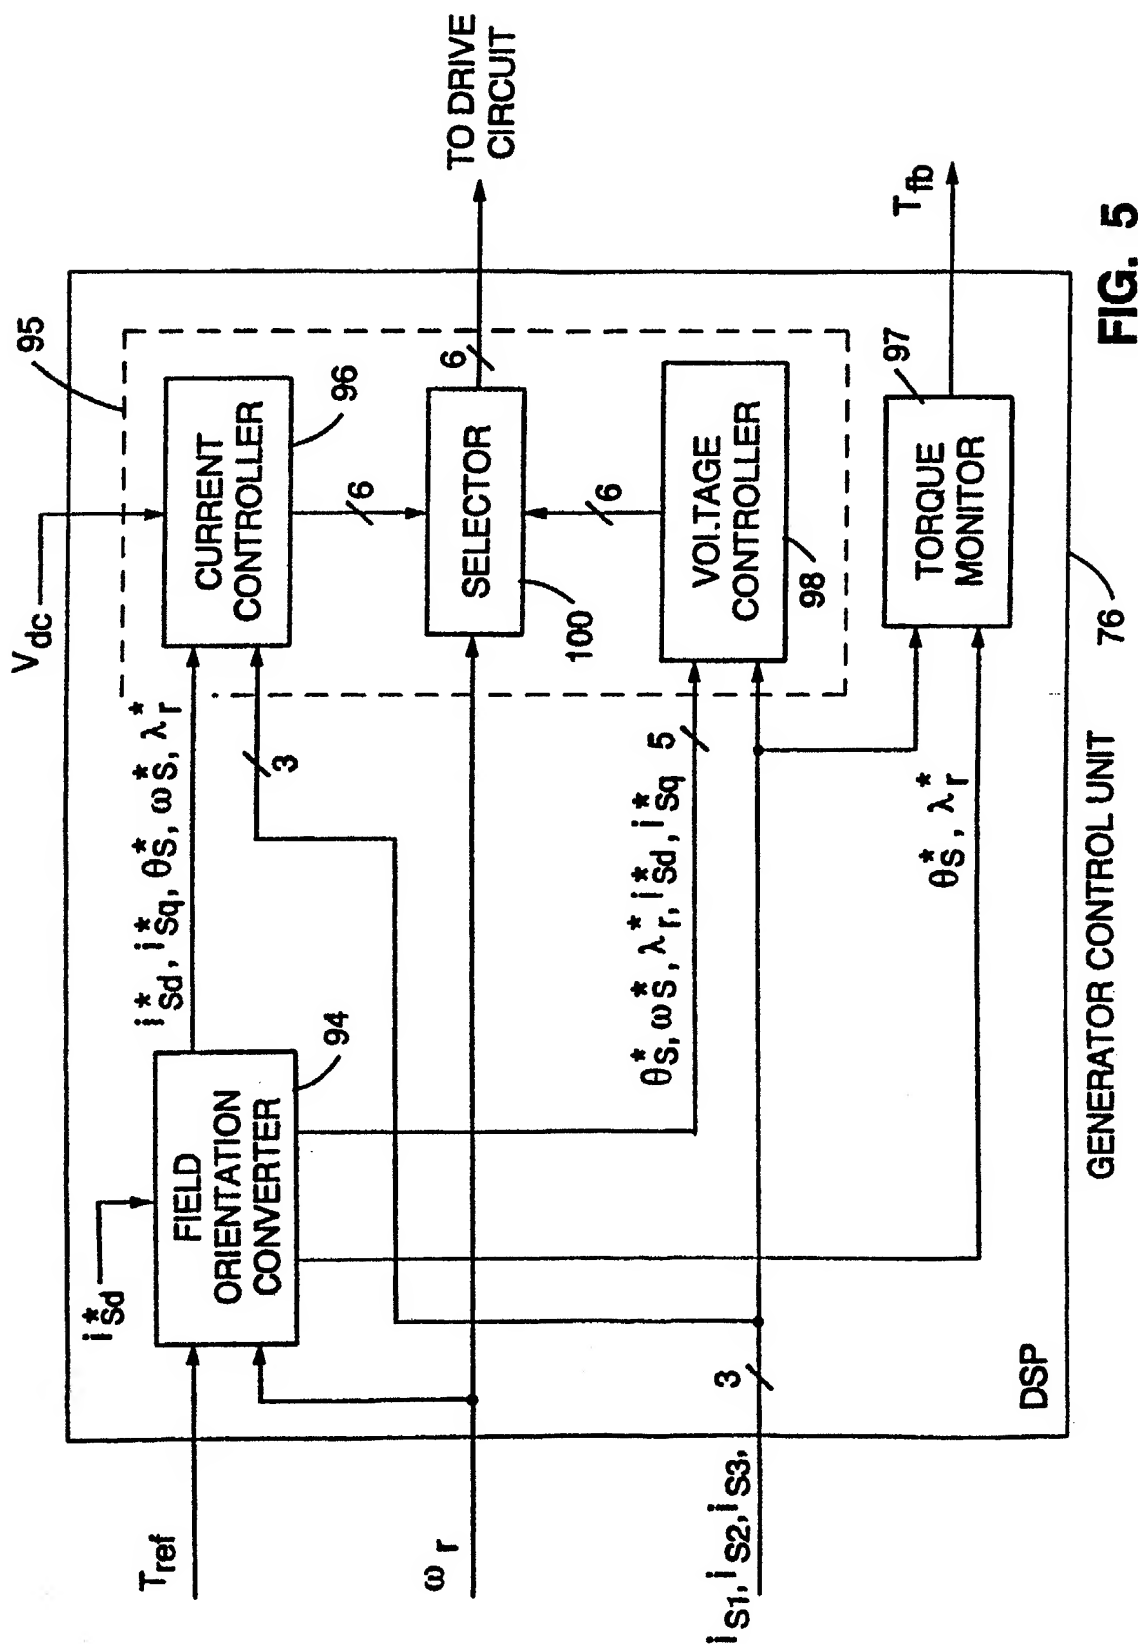 95
V_dc
i*_Sd
T_ref
ω_r
i_S1, i_S2, i_S3,
FIELD
ORIENTATION
CONVERTER
94
i*_Sd, i*_Sq, θ*_S, ω*_S, λ*_r
3
CURRENT
CONTROLLER
96
6
SELECTOR
100
6
TO DRIVE
CIRCUIT
6
θ*_S, ω*_S, λ*_r, i*_Sd, i*_Sq
5
VOLTAGE
CONTROLLER
98
3
θ*_S, λ*_r
TORQUE
MONITOR
97
T_fb
DSP
76
GENERATOR CONTROL UNIT
FIG. 5